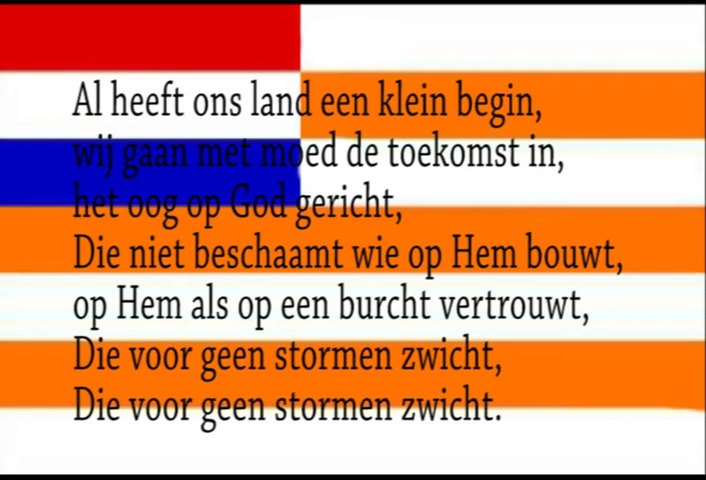 Al heeft ons land een klein begin,
wij gaan met moed de toekomst in,
het oog op God gericht,
Die niet beschaamt wie op Hem bouwt,
op Hem als op een burcht vertrouwt,
Die voor geen stormen zwicht,
Die voor geen stormen zwicht.